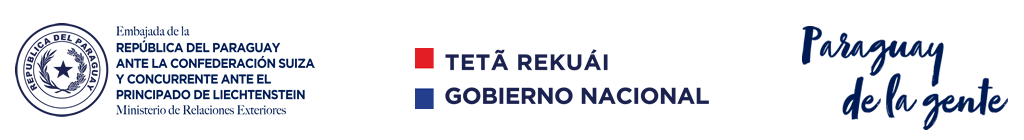 REPÚBLICA DEL PARAGUAY
Embajada de la
REPÚBLICA DEL PARAGUAY
ANTE LA CONFEDERACIÓN SUIZA
Y CONCURRENTE ANTE EL
PRINCIPADO DE LIECHTENSTEIN
Ministerio de Relaciones Exteriores
TETÃ REKUÁI
GOBIERNO NACIONAL
Paraguay
de la gente